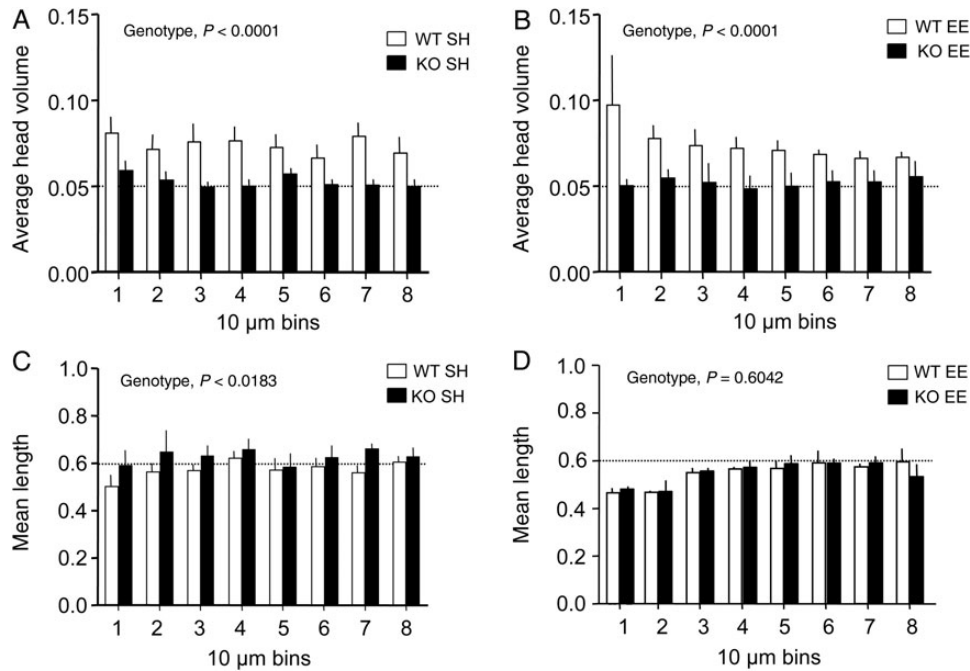 A
Genotype, P < 0.0001
WT SH
KO SH
Average head volume
0.15
0.10
0.05
0.00
1 2 3 4 5 6 7 8
10 µm bins
B
Genotype, P < 0.0001
WT EE
KO EE
Average head volume
0.15
0.10
0.05
0.00
1 2 3 4 5 6 7 8
10 µm bins
C
Genotype, P < 0.0183
WT SH
KO SH
Mean length
1.0
0.8
0.6
0.4
0.2
0.0
1 2 3 4 5 6 7 8
10 µm bins
D
Genotype, P = 0.6042
WT EE
KO EE
Mean length
1.0
0.8
0.6
0.4
0.2
0.0
1 2 3 4 5 6 7 8
10 µm bins